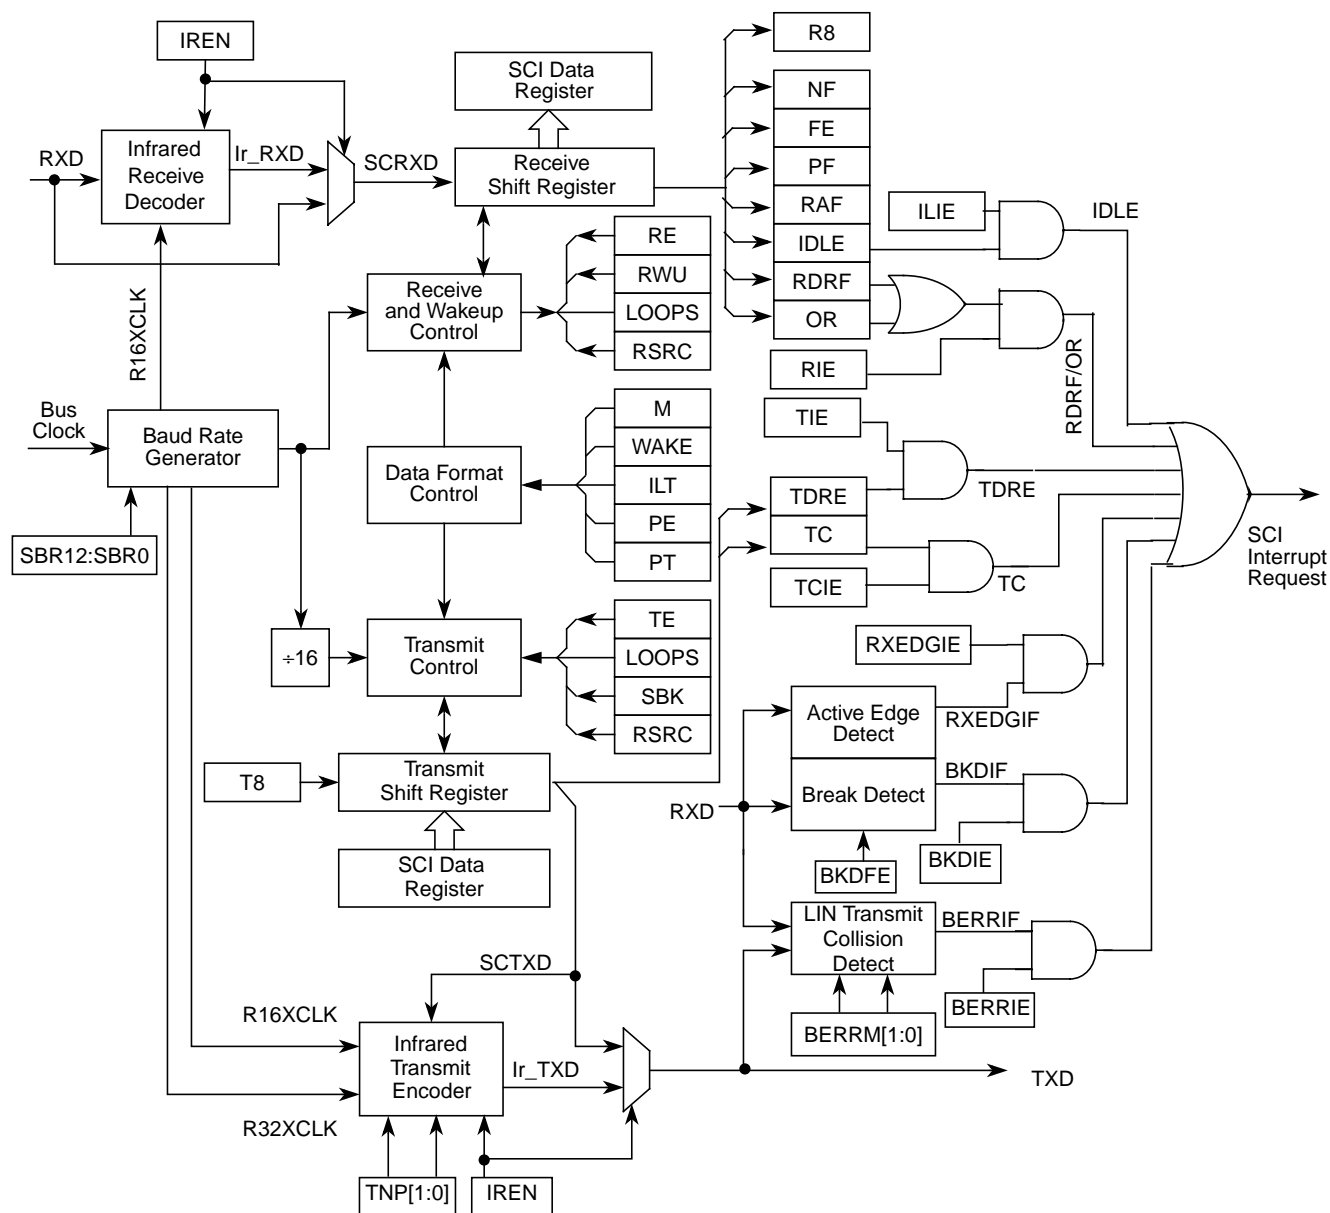 IREN
SCI Data
Register
R8
NF
FE
PF
RAF
IDLE
RDRF
OR
RXD
Infrared
Receive
Decoder
Ir_RXD
SCRXD
Receive
Shift Register
ILIE
IDLE
R16XCLK
Receive
and Wakeup
Control
RE
RWU
LOOPS
RSRC
RIE
RDRF/OR
Bus
Clock
Baud Rate
Generator
SBR12:SBR0
Data Format
Control
M
WAKE
ILT
PE
PT
TIE
TDRE
TC
TCIE
TDRE
TC
SCI
Interrupt
Request
÷16
Transmit
Control
TE
LOOPS
SBK
RSRC
RXEDGIE
Active Edge
Detect
RXEDGIF
T8
Transmit
Shift Register
SCI Data
Register
RXD
Break Detect
BKDIF
BKDIE
BKDFE
LIN Transmit
Collision
Detect
BERRIF
BERRIE
BERRM[1:0]
SCTXD
R16XCLK
Infrared
Transmit
Encoder
Ir_TXD
R32XCLK
TXD
TNP[1:0]
IREN